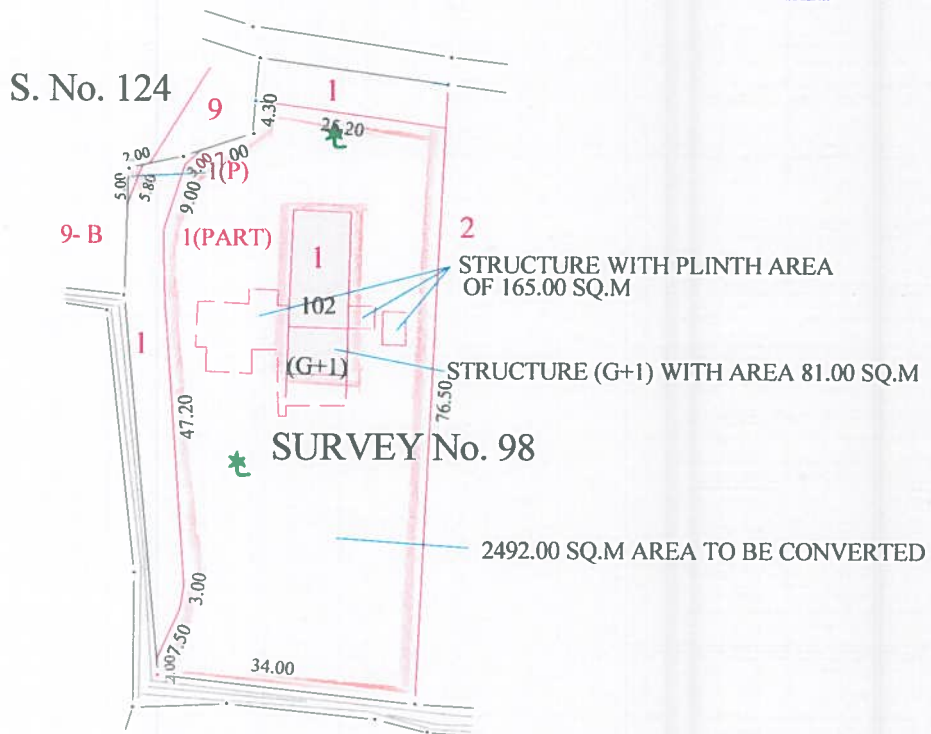 S. No. 124
9
1
4.30
26.20
2.00
3.00
7.00
1(P)
5.00
5.80
9.00
9- B
1(PART)
2
1
STRUCTURE WITH PLINTH AREA
OF 165.00 SQ.M
102
1
(G+1)
STRUCTURE (G+1) WITH AREA 81.00 SQ.M
76.50
47.20
SURVEY No. 98
2492.00 SQ.M AREA TO BE CONVERTED
3.00
7.50
2.00
34.00